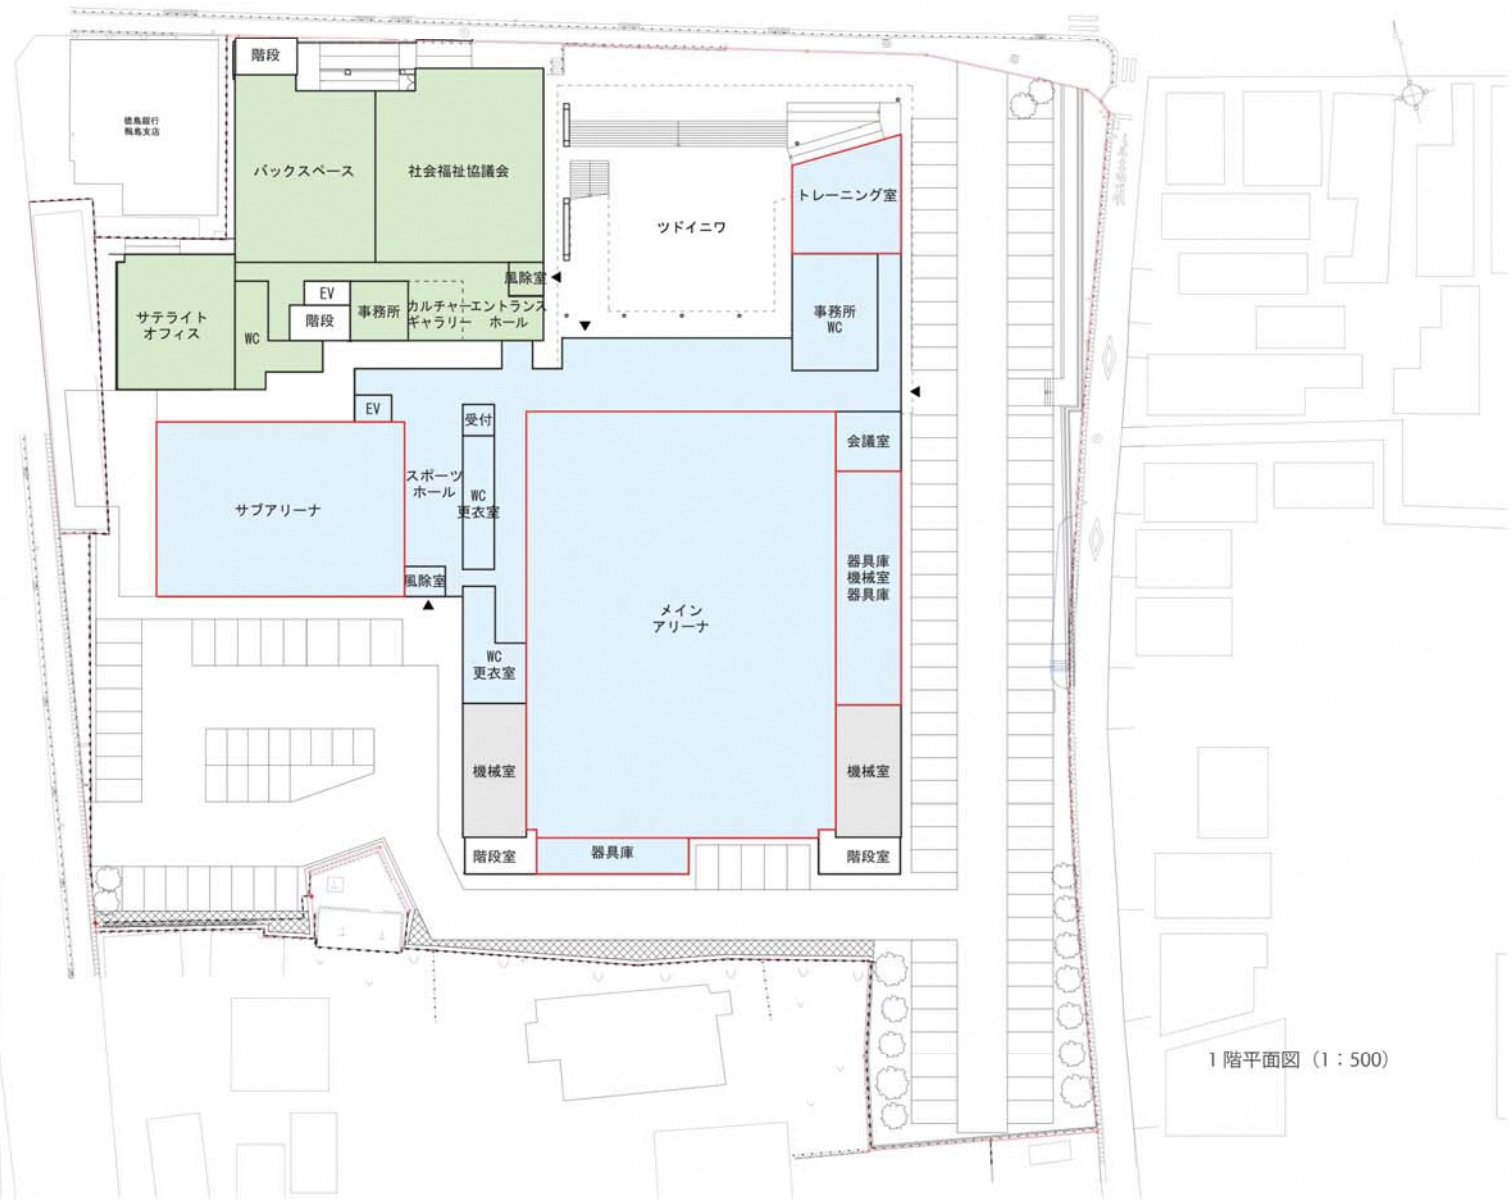 階段
徳島銀行
鴨島支店
バックスペース
社会福祉協議会
トレーニング室
ツドイニワ
風除室
EV
事務所
カルチャー
ギャラリー
エントランス
ホール
サテライト
オフィス
WC
階段
事務所
WC
EV
受付
会議室
スポーツ
ホール
WC
更衣室
サブアリーナ
風除室
器具庫
機械室
器具庫
メイン
アリーナ
WC
更衣室
機械室
機械室
階段室
器具庫
階段室
1階平面図（1：500）